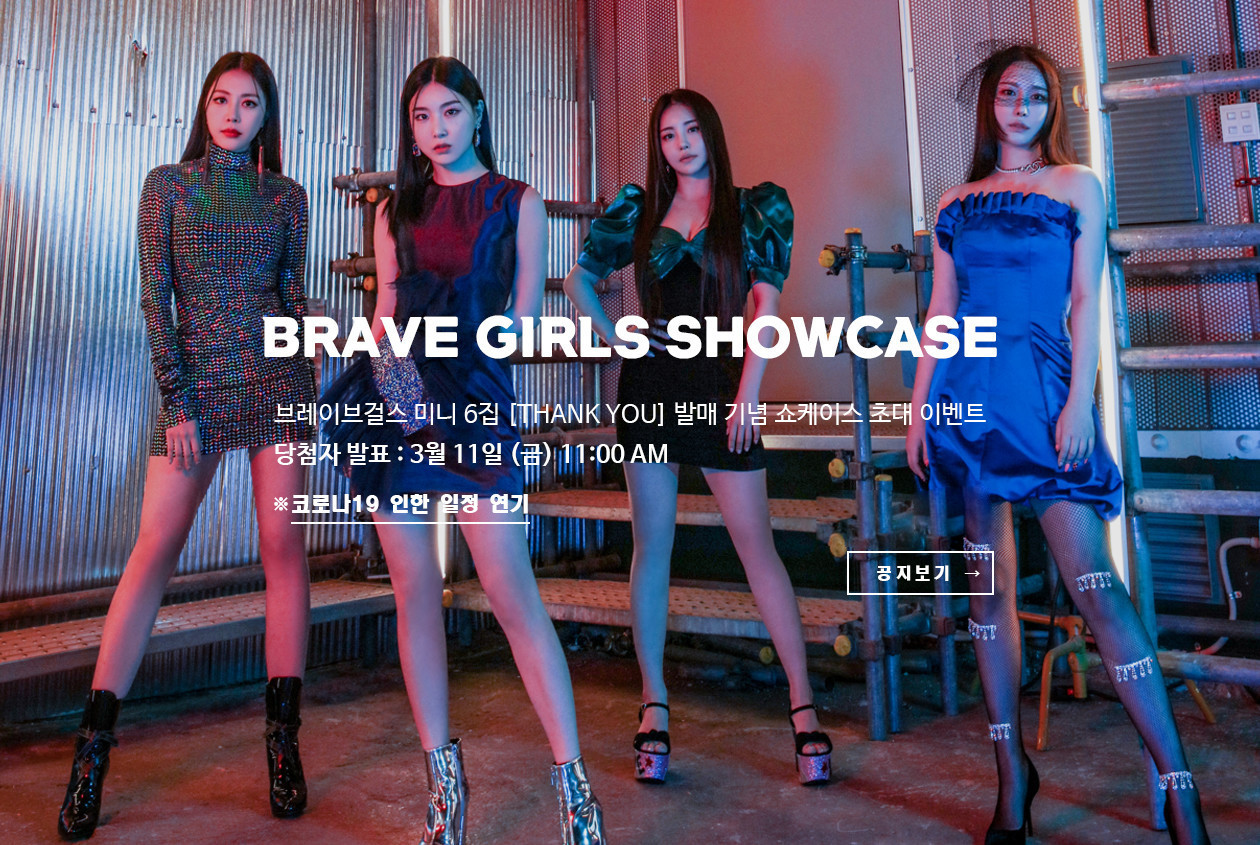 BRAVE GIRLS SHOWCASE
브레이브걸스 미니 6집 [THANK YOU] 발매 기념 쇼케이스 초대 이벤트
당첨자 발표 : 3월 11일 (금) 11:00 AM
※코로나19 인한 일정 연기
공지보기 →